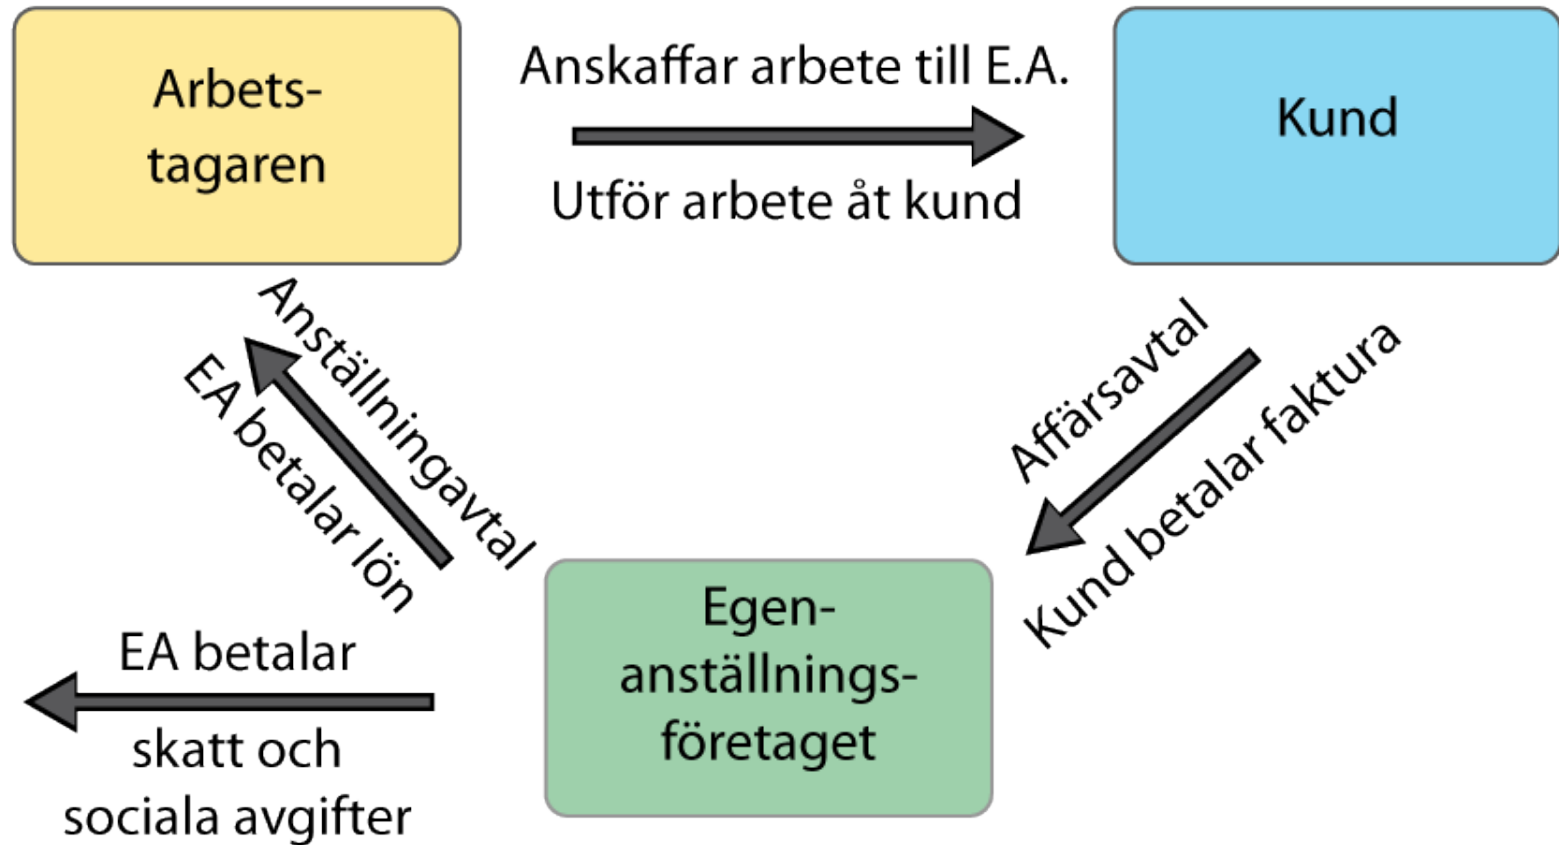 Arbets-
tagaren
Anskaffar arbete till E.A.
Utför arbete åt kund
Kund
Affärsavtal
Kund betalar faktura
Anställningavtal
EA betalar lön
Egen-
anställnings-
företaget
EA betalar
skatt och
sociala avgifter